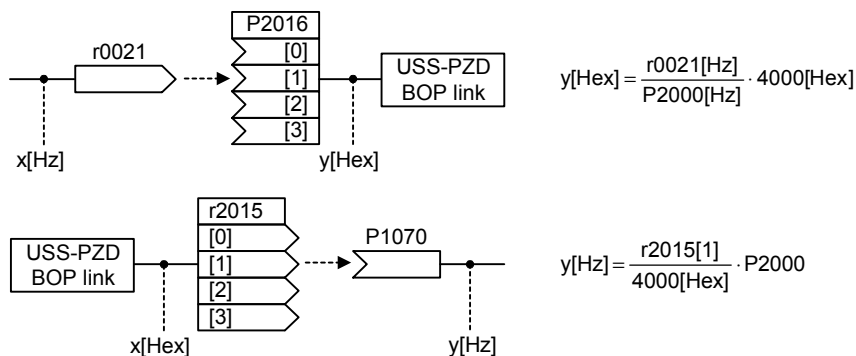 P2016
r0021
[0]
[1]
[2]
[3]
USS-PZD
BOP link
x[Hz]
y[Hex]
y[Hex] = r0021[Hz] / P2000[Hz] · 4000[Hex]
r2015
USS-PZD
BOP link
[0]
[1]
[2]
[3]
P1070
x[Hex]
y[Hz]
y[Hz] = r2015[1] / 4000[Hex] · P2000